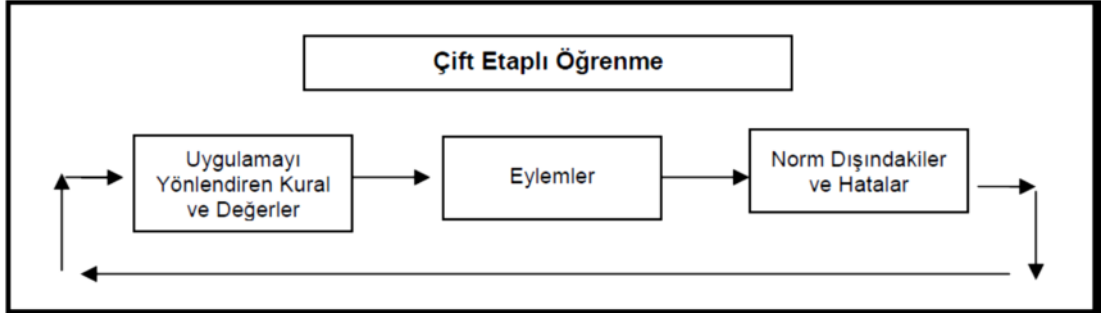 Çift Etaplı Öğrenme
Uygulamayı
Yönlendiren Kural
ve Değerler
Eylemler
Norm Dışındakiler
ve Hatalar